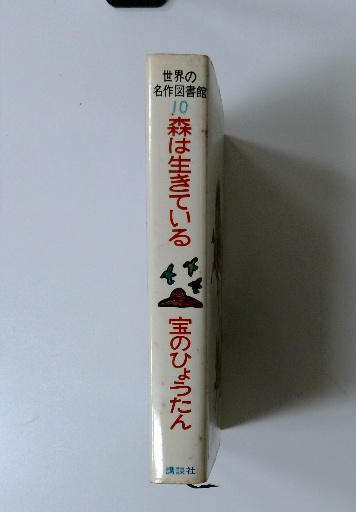 世界の
名作図書館
10
森は生きている
宝のひょうたん
講談社